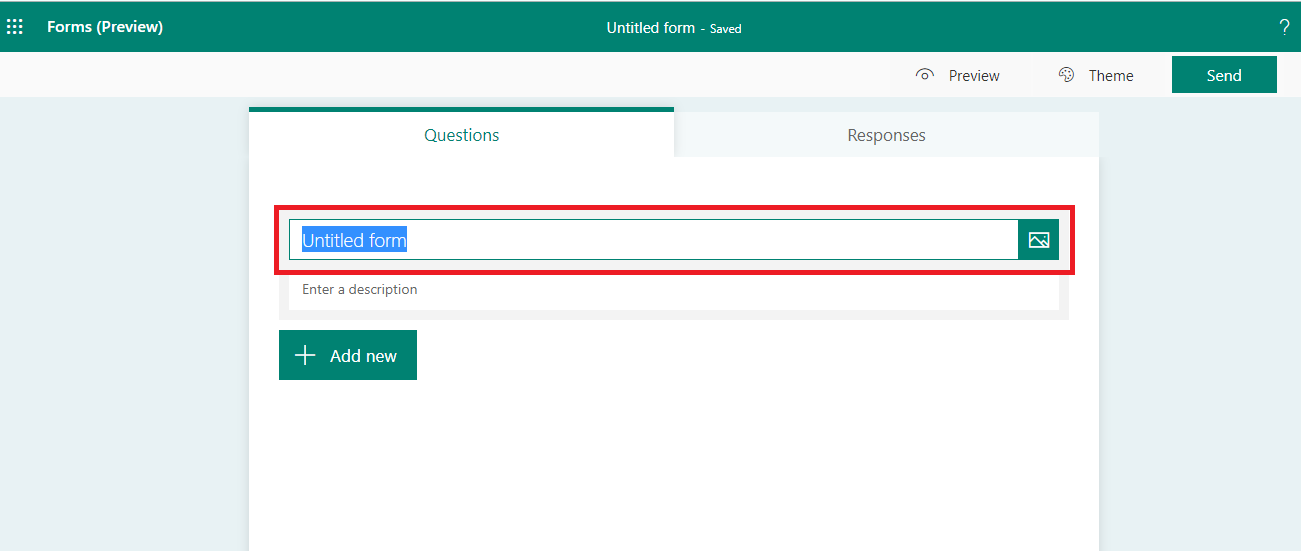 Forms (Preview)
Untitled form - Saved
?
Preview
Theme
Send
Questions
Responses
Untitled form
Enter a description
Add new